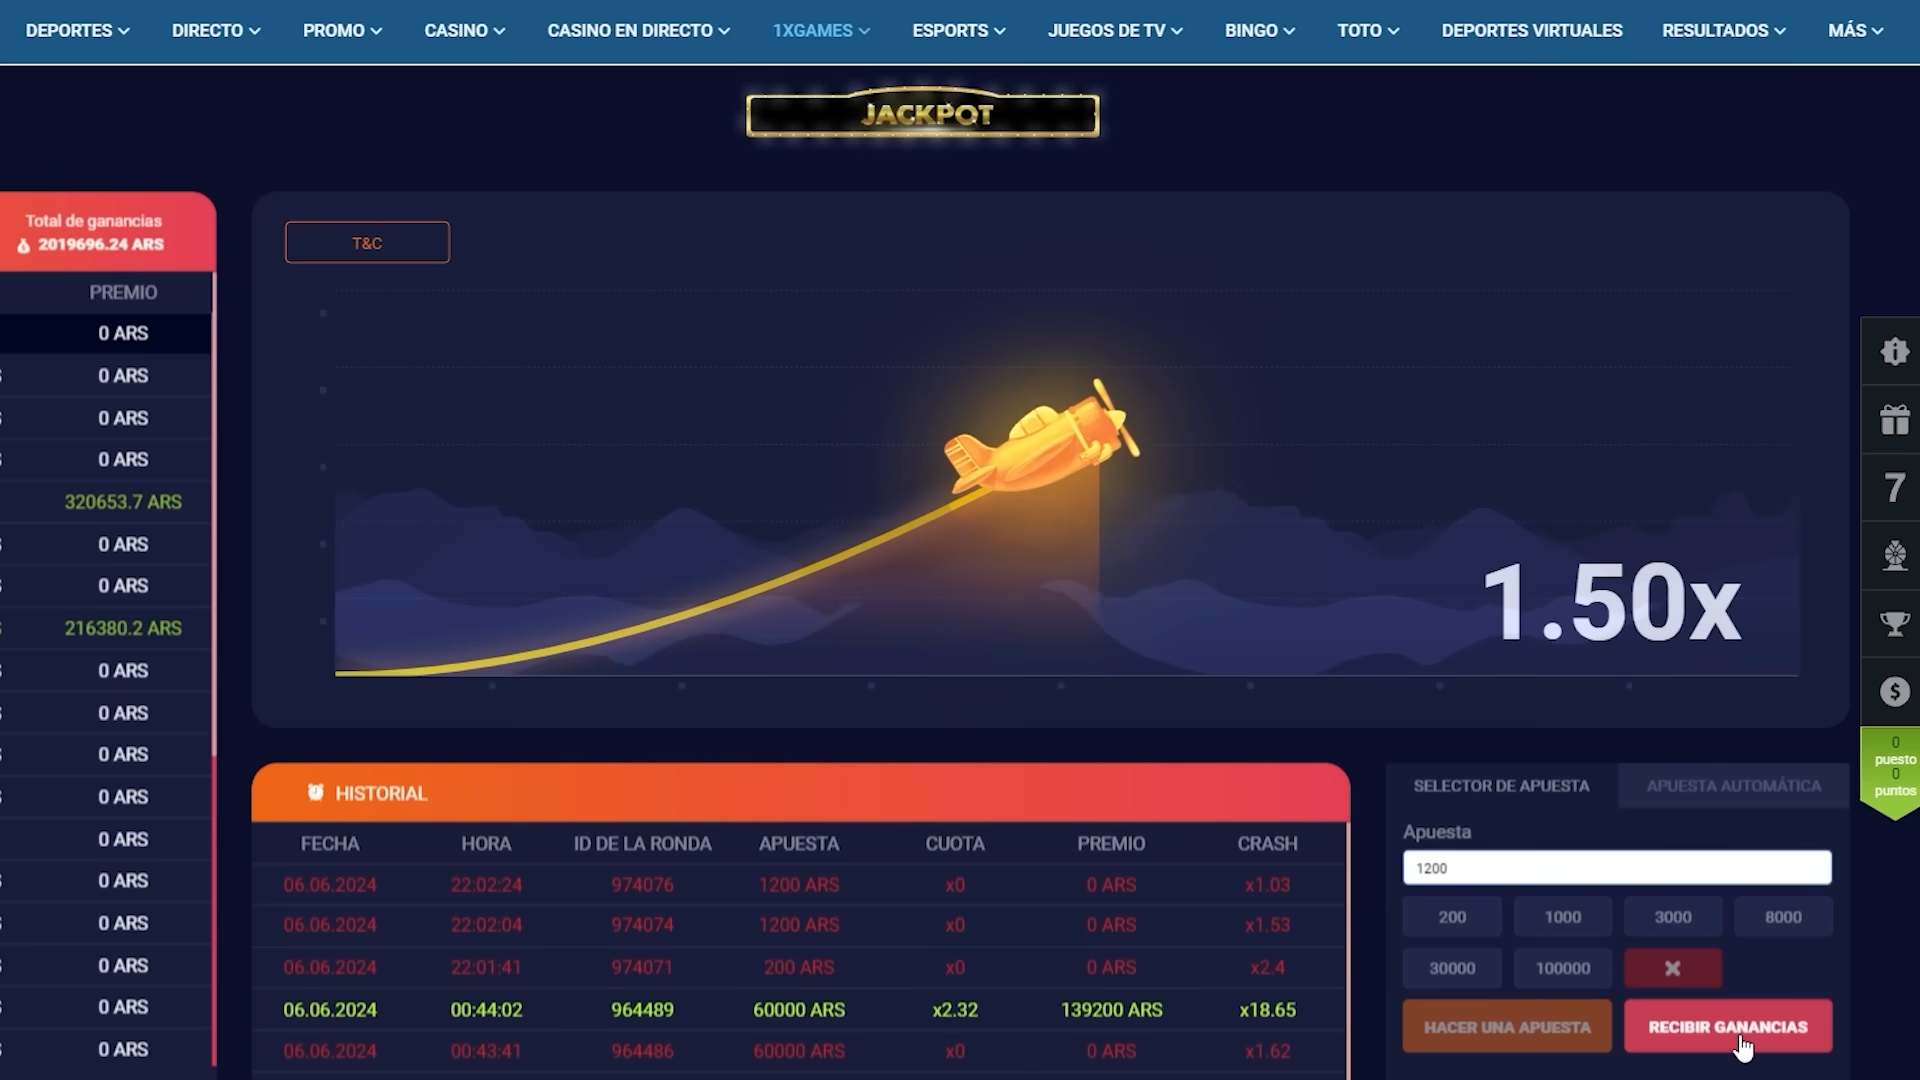 DEPORTES DIRECTO PROMO CASINO CASINO EN DIRECTO 1XGAMES ESPORTS JUEGOS DE TV BINGO TOTO DEPORTES VIRTUALES RESULTADOS MÁS
JACKPOT
Total de ganancias
2019696.24 ARS
PREMIO
0 ARS
0 ARS
0 ARS
0 ARS
320653.7 ARS
0 ARS
0 ARS
216380.2 ARS
0 ARS
0 ARS
0 ARS
0 ARS
0 ARS
0 ARS
0 ARS
0 ARS
0 ARS
0 ARS
T&C
1.50x
7
0
puesto
0
puntos
HISTORIAL
FECHA HORA ID DE LA RONDA APUESTA CUOTA PREMIO CRASH
06.06.2024 22:02:24 974076 1200 ARS x0 0 ARS x1.03
06.06.2024 22:02:04 974074 1200 ARS x0 0 ARS x1.53
06.06.2024 22:01:41 974071 200 ARS x0 0 ARS x2.4
06.06.2024 00:44:02 964489 60000 ARS x2.32 139200 ARS x18.65
06.06.2024 00:43:41 964486 60000 ARS x0 0 ARS x1.62
SELECTOR DE APUESTA APUESTA AUTOMÁTICA
Apuesta
1200
200 1000 3000 8000
30000 100000
HACER UNA APUESTA RECIBIR GANANCIAS